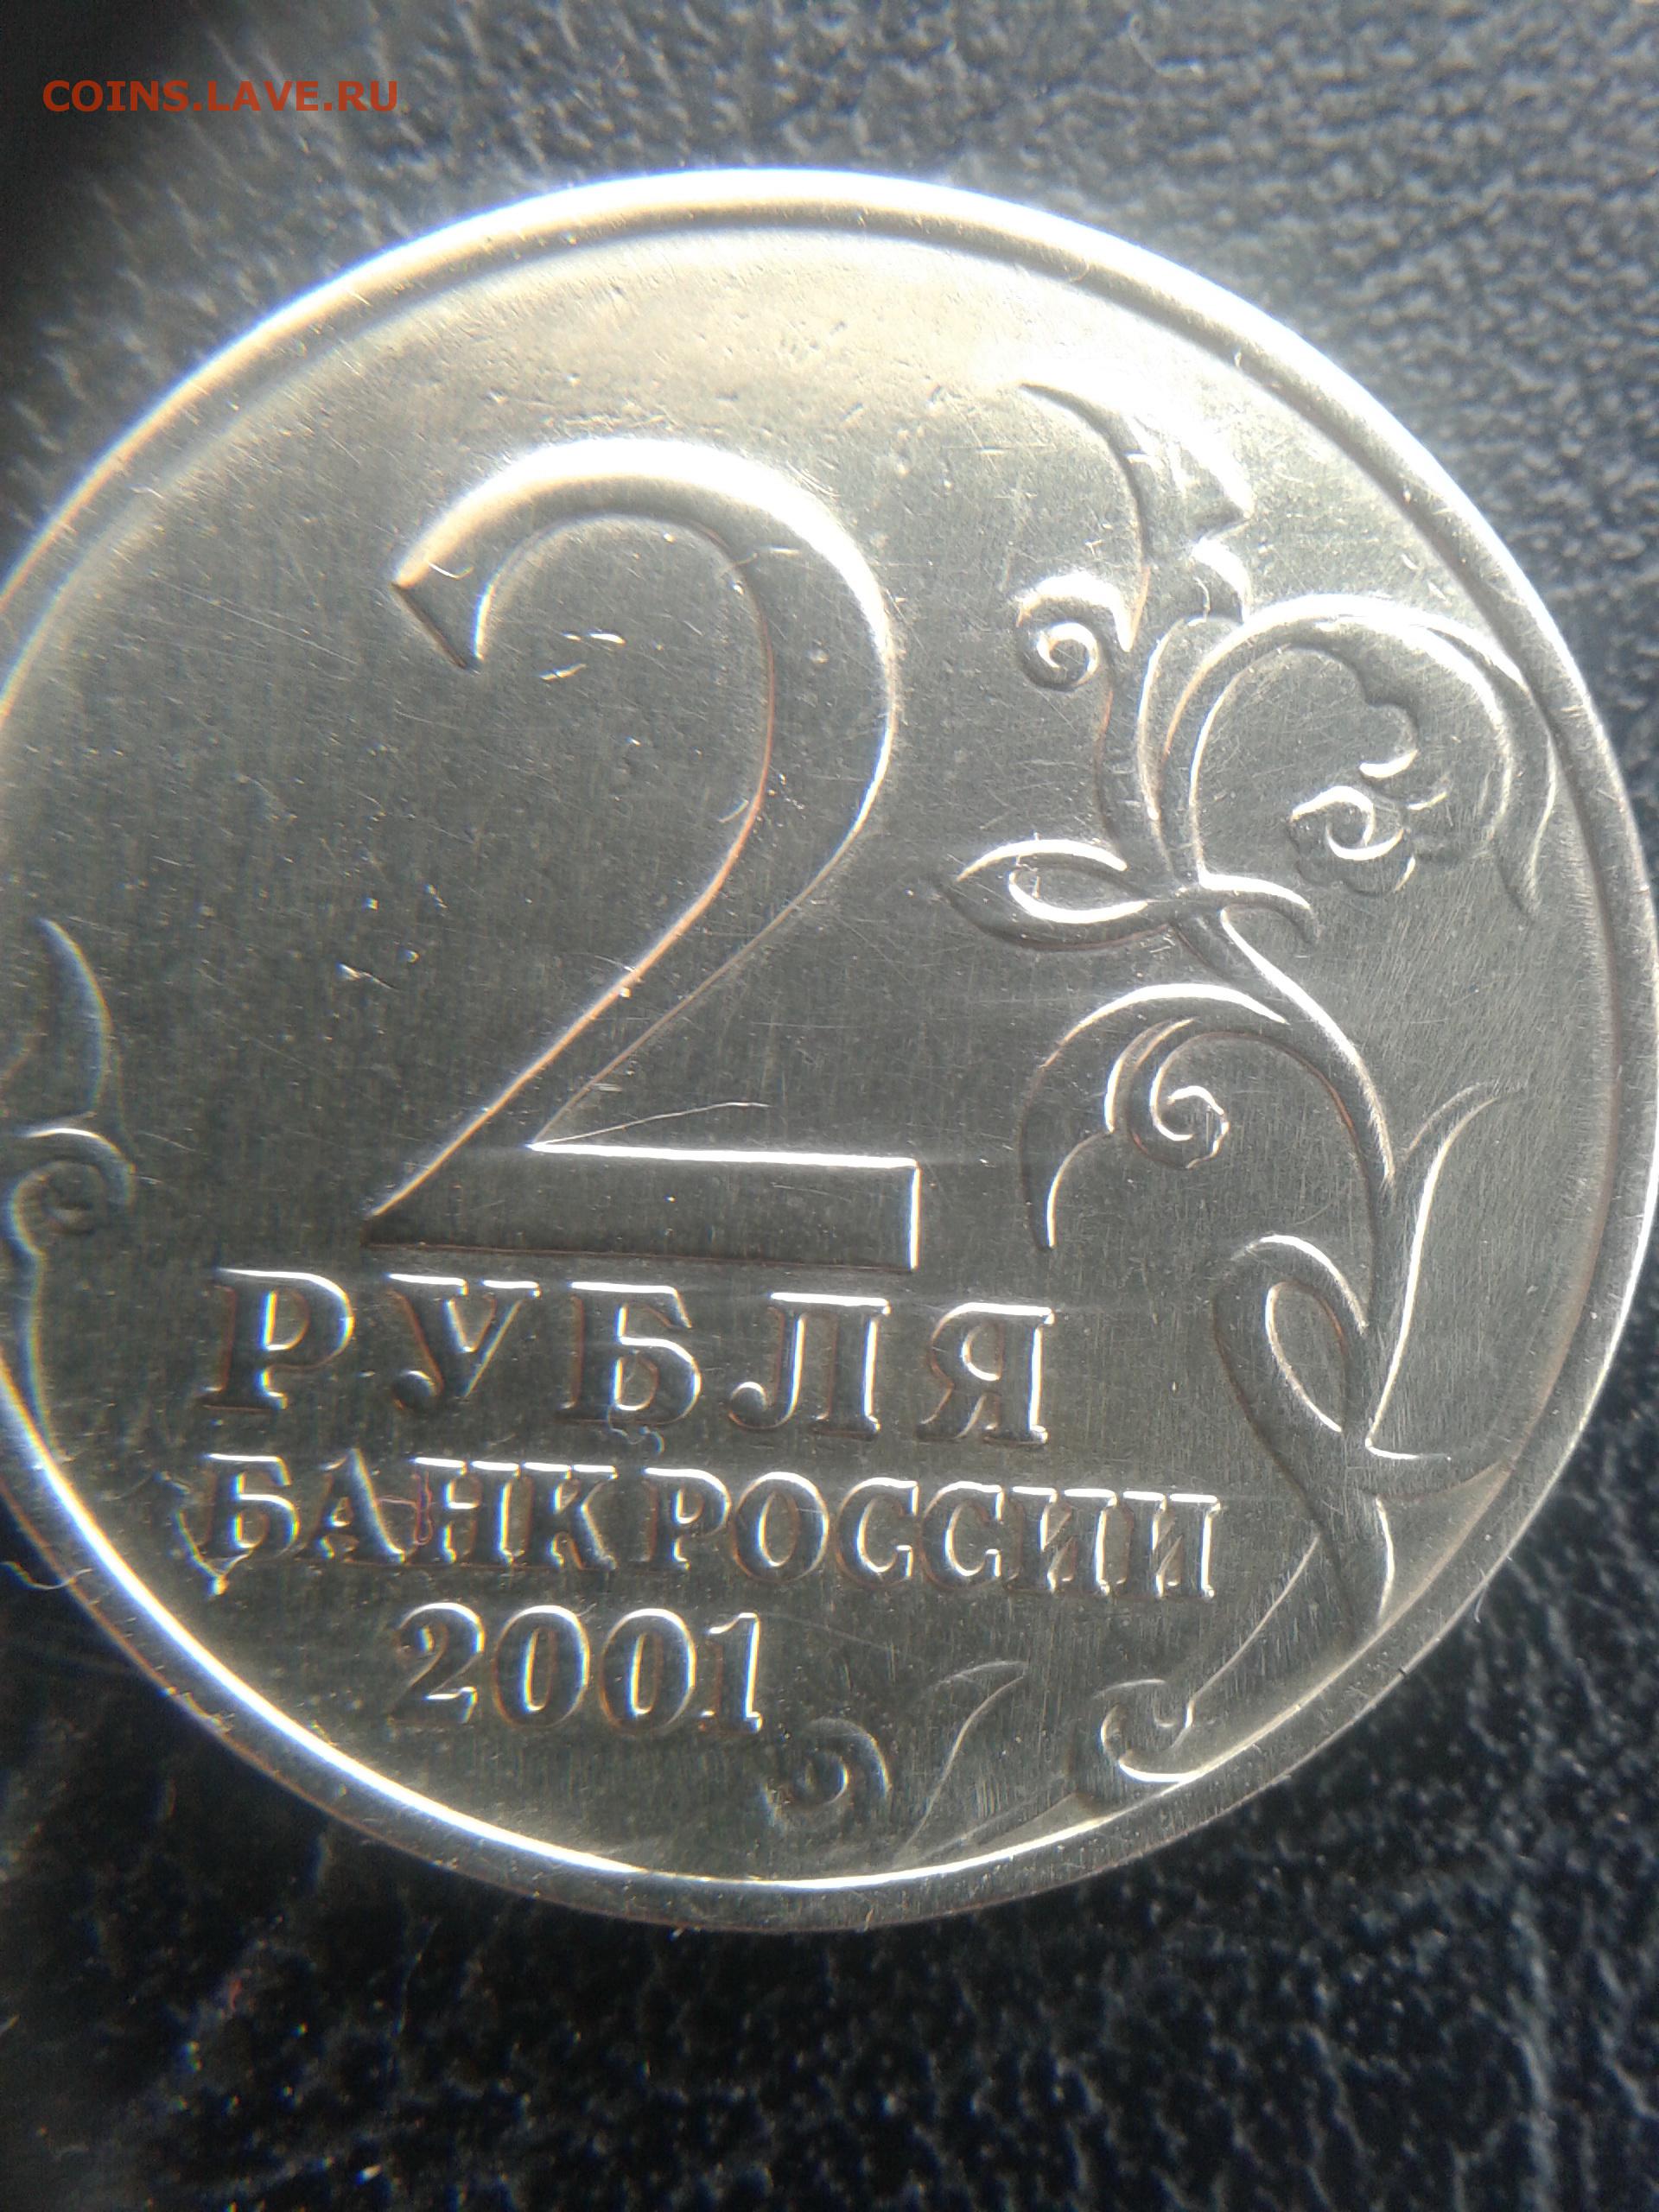 COINS.LAVE.RU
2
РУБЛЯ
БАНК РОССИИ
2001